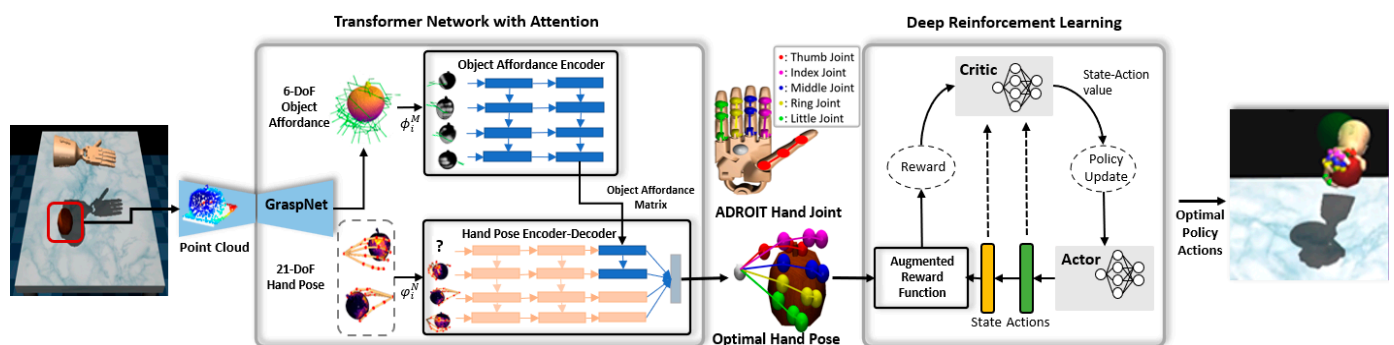 Transformer Network with Attention
Deep Reinforcement Learning
6-DoF
Object
Affordance
ϕᵢᴹ
Object Affordance Encoder
: Thumb Joint
: Index Joint
: Middle Joint
: Ring Joint
: Little Joint
Critic
State-Action
value
Reward
Policy
Update
GraspNet
Point Cloud
Object Affordance
Matrix
ADROIT Hand Joint
Optimal
Policy
Actions
21-DoF
Hand Pose
φᵢᴺ
Hand Pose Encoder-Decoder
?
Augmented
Reward
Function
Actor
State Actions
Optimal Hand Pose